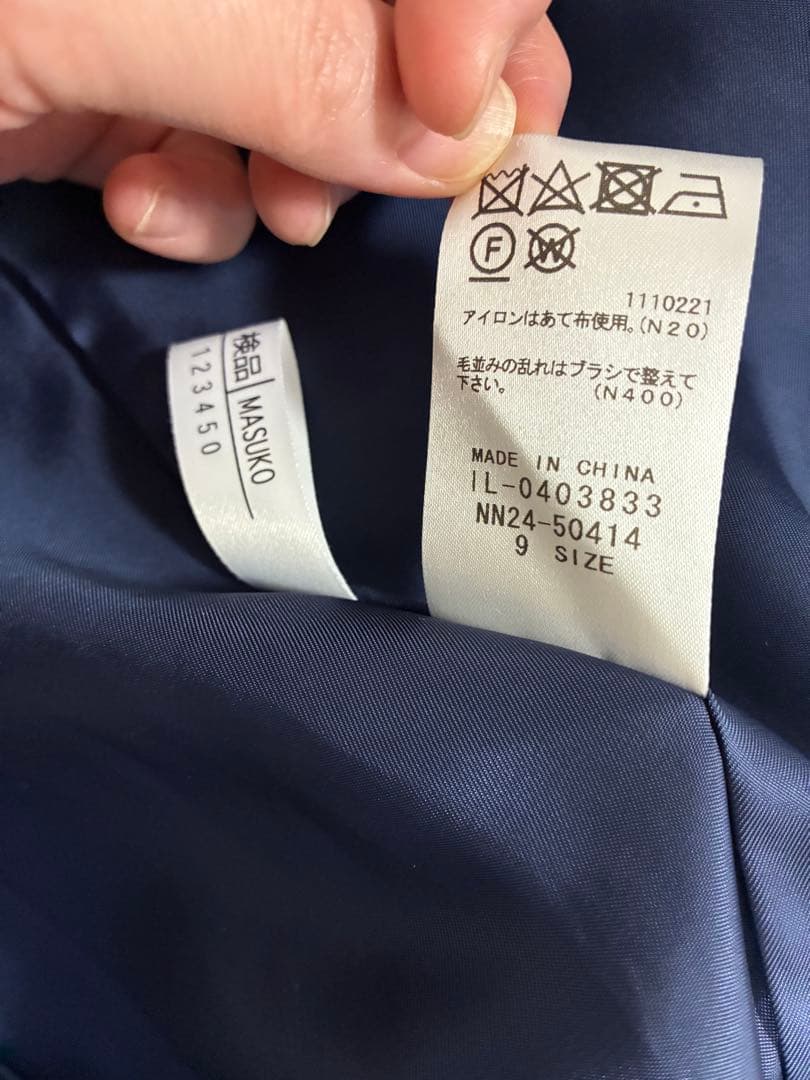 検品 MASUKO
123450
F
W
1110221
アイロンはあて布使用。(N20)
毛並みの乱れはブラシで整えて
下さい。 (N400)
MADE IN CHINA
IL-0403833
NN24-50414
9 SIZE